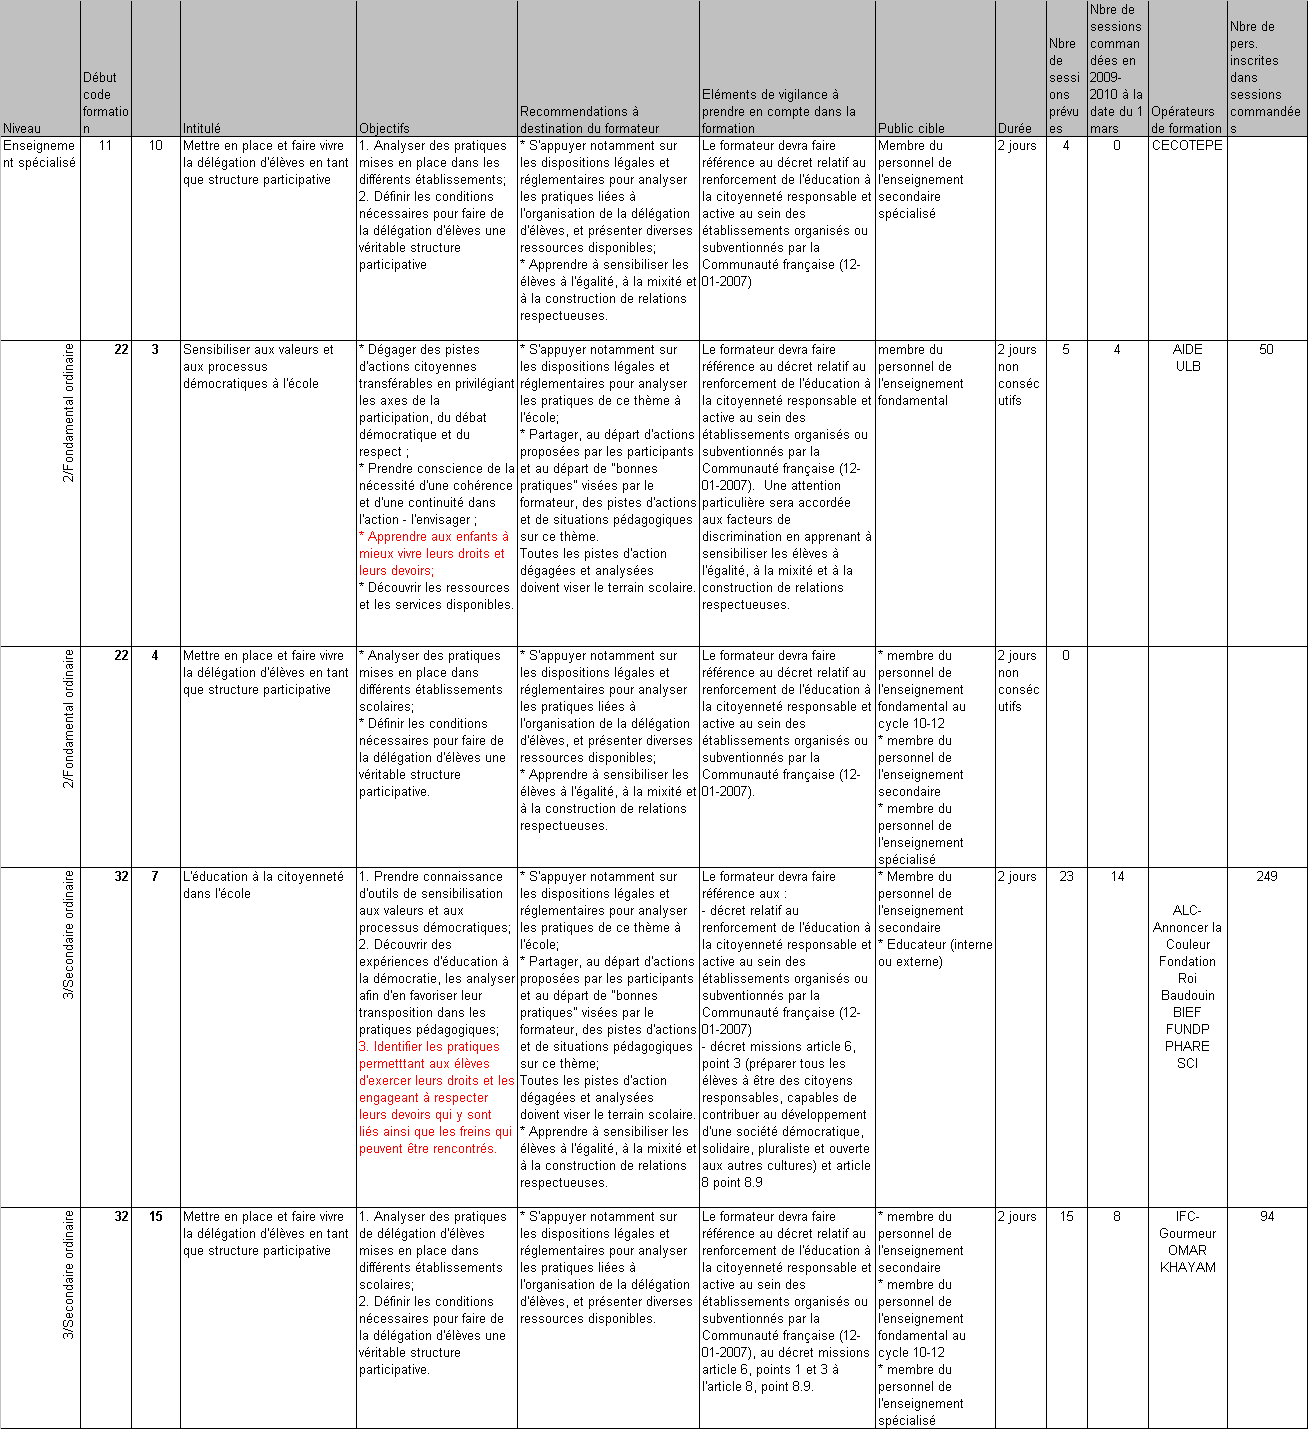 Niveau
Début
code
formatio
n
Intitulé
Objectifs
Recommendations à
destination du formateur
Eléments de vigilance à
prendre en compte dans la
formation
Public cible
Durée
Nbre
de
sessi
ons
prévu
es
Nbre de
sessions
comman
dées en
2009-
2010 à la
date du 1
mars
Opérateurs
de formation
Nbre de
pers.
inscrites
dans
sessions
commandée
s
Enseigneme
nt spécialisé
11
10
Mettre en place et faire vivre
la délégation d'élèves en tant
que structure participative
1. Analyser des pratiques
mises en place dans les
différents établissements;
2. Définir les conditions
nécessaires pour faire de
la délégation d'élèves une
véritable structure
participative
* S'appuyer notamment sur
les dispositions légales et
réglementaires pour analyser
les pratiques liées à
l'organisation de la délégation
d'élèves, et présenter diverses
ressources disponibles;
* Apprendre à sensibiliser les
élèves à l'égalité, à la mixité et
à la construction de relations
respectueuses.
Le formateur devra faire
référence au décret relatif au
renforcement de l'éducation à
la citoyenneté responsable et
active au sein des
établissements organisés ou
subventionnés par la
Communauté française (12-
01-2007)
Membre du
personnel de
l'enseignement
secondaire
spécialisé
2 jours
4
0
CECOTEPE
2/Fondamental ordinaire
22
3
Sensibiliser aux valeurs et
aux processus
démocratiques à l'école
* Dégager des pistes
d'actions citoyennes
transférables en privilégiant
les axes de la
participation, du débat
démocratique et du
respect ;
* Prendre conscience de la
nécessité d'une cohérence
et d'une continuité dans
l'action - l'envisager ;
* Apprendre aux enfants à
mieux vivre leurs droits et
leurs devoirs;
* Découvrir les ressources
et les services disponibles.
* S'appuyer notamment sur
les dispositions légales et
réglementaires pour analyser
les pratiques de ce thème à
l'école;
* Partager, au départ d'actions
proposées par les participants
et au départ de "bonnes
pratiques" visées par le
formateur, des pistes d'actions
et de situations pédagogiques
sur ce thème.
Toutes les pistes d'action
dégagées et analysées
doivent viser le terrain scolaire.
Le formateur devra faire
référence au décret relatif au
renforcement de l'éducation à
la citoyenneté responsable et
active au sein des
établissements organisés ou
subventionnés par la
Communauté française (12-
01-2007).  Une attention
particulière sera accordée
aux facteurs de
discrimination en apprenant à
sensibiliser les élèves à
l'égalité, à la mixité et à la
construction de relations
respectueuses.
membre du
personnel de
l'enseignement
fondamental
2 jours
non
conséc
utifs
5
4
AIDE
ULB
50
2/Fondamental ordinaire
22
4
Mettre en place et faire vivre
la délégation d'élèves en tant
que structure participative
* Analyser des pratiques
mises en place dans
différents établissements
scolaires;
* Définir les conditions
nécessaires pour faire de
la délégation d'élèves une
véritable structure
participative.
* S'appuyer notamment sur
les dispositions légales et
réglementaires pour analyser
les pratiques liées à
l'organisation de la délégation
d'élèves, et présenter diverses
ressources disponibles;
* Apprendre à sensibiliser les
élèves à l'égalité, à la mixité et
à la construction de relations
respectueuses.
Le formateur devra faire
référence au décret relatif au
renforcement de l'éducation à
la citoyenneté responsable et
active au sein des
établissements organisés ou
subventionnés par la
Communauté française (12-
01-2007).
* membre du
personnel de
l'enseignement
fondamental au
cycle 10-12
* membre du
personnel de
l'enseignement
secondaire
* membre du
personnel de
l'enseignement
spécialisé
2 jours
non
conséc
utifs
0
3/Secondaire ordinaire
32
7
L'éducation à la citoyenneté
dans l'école
1. Prendre connaissance
d'outils de sensibilisation
aux valeurs et aux
processus démocratiques;
2. Découvrir des
expériences d'éducation à
la démocratie, les analyser
afin d'en favoriser leur
transposition dans les
pratiques pédagogiques;
3. Identifier les pratiques
permetttant aux élèves
d'exercer leurs droits et les
engageant à respecter
leurs devoirs qui y sont
liés ainsi que les freins qui
peuvent être rencontrés.
* S'appuyer notamment sur
les dispositions légales et
réglementaires pour analyser
les pratiques de ce thème à
l'école;
* Partager, au départ d'actions
proposées par les participants
et au départ de "bonnes
pratiques" visées par le
formateur, des pistes d'actions
et de situations pédagogiques
sur ce thème;
Toutes les pistes d'action
dégagées et analysées
doivent viser le terrain scolaire.
* Apprendre à sensibiliser les
élèves à l'égalité, à la mixité et
à la construction de relations
respectueuses.
Le formateur devra faire
référence aux :
- décret relatif au
renforcement de l'éducation à
la citoyenneté responsable et
active au sein des
établissements organisés ou
subventionnés par la
Communauté française (12-
01-2007)
- décret missions article 6,
point 3 (préparer tous les
élèves à être des citoyens
responsables, capables de
contribuer au développement
d'une société démocratique,
solidaire, pluraliste et ouverte
aux autres cultures) et article
8 point 8.9
* Membre du
personnel de
l'enseignement
secondaire
* Educateur (interne
ou externe)
2 jours
23
14
ALC-
Annoncer la
Couleur
Fondation
Roi
Baudouin
BIEF
FUNDP
PHARE
SCI
249
3/Secondaire ordinaire
32
15
Mettre en place et faire vivre
la délégation d'élèves en tant
que structure participative
1. Analyser des pratiques
de délégation d'élèves
mises en place dans
différents établissements
scolaires;
2. Définir les conditions
nécessaires pour faire de
la délégation d'élèves une
véritable structure
participative.
* S'appuyer notamment sur
les dispositions légales et
réglementaires pour analyser
les pratiques liées à
l'organisation de la délégation
d'élèves, et présenter diverses
ressources disponibles.
Le formateur devra faire
référence au décret relatif au
renforcement de l'éducation à
la citoyenneté responsable et
active au sein des
établissements organisés ou
subventionnés par la
Communauté française (12-
01-2007), au décret missions
article 6, points 1 et 3 à
l'article 8, point 8.9.
* membre du
personnel de
l'enseignement
secondaire
* membre du
personnel de
l'enseignement
fondamental au
cycle 10-12
* membre du
personnel de
l'enseignement
spécialisé
2 jours
15
8
IFC-
Gourmeur
OMAR
KHAYAM
94